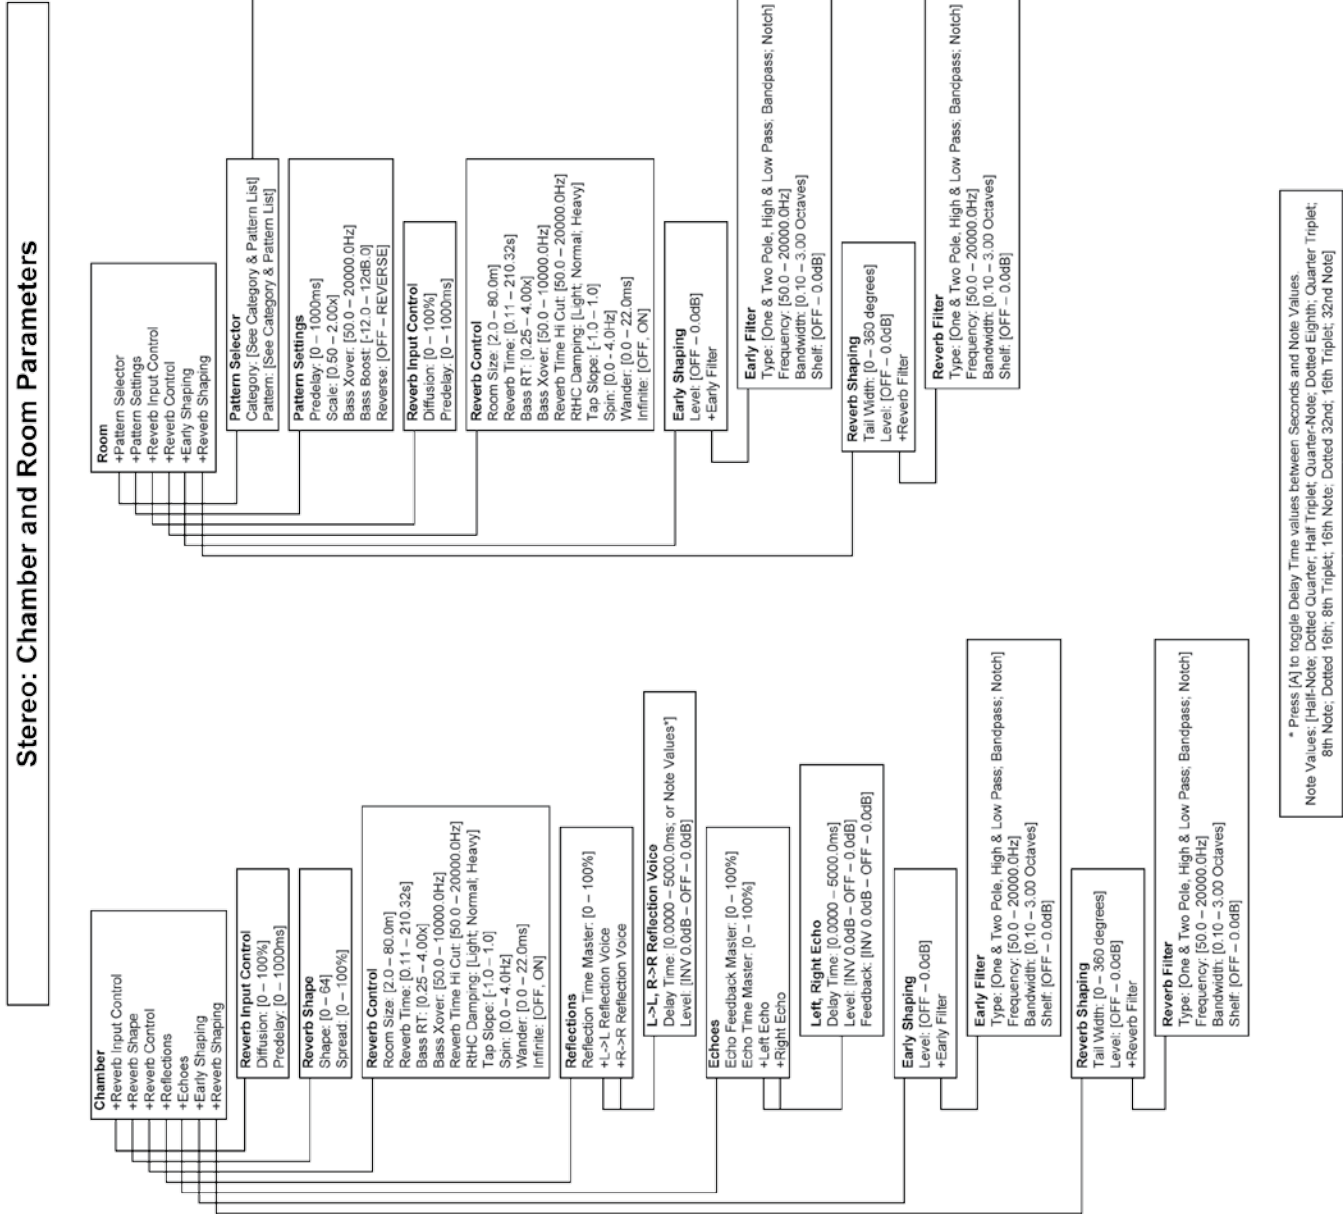 Stereo: Chamber and Room Parameters
Chamber
+Reverb Input Control
+Reverb Shape
+Reverb Control
+Reflections
+Echoes
+Early Shaping
+Reverb Shaping
Reverb Input Control
Diffusion: [0 – 100%]
Predelay: [0 – 1000ms]
Reverb Shape
Shape: [0 – 64]
Spread: [0 – 100%]
Reverb Control
Room Size: [2.0 – 80.0m]
Reverb Time: [0.11 – 210.32s]
Bass RT: [0.25 – 4.00x]
Bass Xover: [50.0 – 10000.0Hz]
Reverb Time Hi Cut: [50.0 – 20000.0Hz]
RtHC Damping: [Light; Normal; Heavy]
Tap Slope: [-1.0 – 1.0]
Spin: [0.0 – 4.0Hz]
Wander: [0.0 – 22.0ms]
Infinite: [OFF, ON]
Reflections
Reflection Time Master: [0 – 100%]
+L->L Reflection Voice
+R->R Reflection Voice
L->L, R->R Reflection Voice
Delay Time: [0.0000 – 5000.0ms; or Note Values*]
Level: [INV 0.0dB – OFF – 0.0dB]
Echoes
Echo Feedback Master: [0 – 100%]
Echo Time Master: [0 – 100%]
+Left Echo
+Right Echo
Left, Right Echo
Delay Time: [0.0000 – 5000.0ms]
Level: [INV 0.0dB – OFF – 0.0dB]
Feedback: [INV 0.0dB – OFF – 0.0dB]
Early Shaping
Level: [OFF – 0.0dB]
+Early Filter
Early Filter
Type: [One & Two Pole, High & Low Pass; Bandpass; Notch]
Frequency: [50.0 – 20000.0Hz]
Bandwidth: [0.10 – 3.00 Octaves]
Shelf: [OFF – 0.0dB]
Reverb Shaping
Tail Width: [0 – 360 degrees]
Level: [OFF – 0.0dB]
+Reverb Filter
Reverb Filter
Type: [One & Two Pole, High & Low Pass; Bandpass; Notch]
Frequency: [50.0 – 20000.0Hz]
Bandwidth: [0.10 – 3.00 Octaves]
Shelf: [OFF – 0.0dB]
Room
+Pattern Selector
+Pattern Settings
+Reverb Input Control
+Reverb Control
+Early Shaping
+Reverb Shaping
Pattern Selector
Category: [See Category & Pattern List]
Pattern: [See Category & Pattern List]
Pattern Settings
Predelay: [0 – 1000ms]
Scale: [0.50 – 2.00x]
Bass Xover: [50.0 – 20000.0Hz]
Bass Boost: [-12.0 – 12dB.0]
Reverse: [OFF – REVERSE]
Reverb Input Control
Diffusion: [0 – 100%]
Predelay: [0 – 1000ms]
Reverb Control
Room Size: [2.0 – 80.0m]
Reverb Time: [0.11 – 210.32s]
Bass RT: [0.25 – 4.00x]
Bass Xover: [50.0 – 10000.0Hz]
Reverb Time Hi Cut: [50.0 – 20000.0Hz]
RtHC Damping: [Light; Normal; Heavy]
Tap Slope: [-1.0 – 1.0]
Spin: [0.0 - 4.0Hz]
Wander: [0.0 – 22.0ms]
Infinite: [OFF, ON]
Early Shaping
Level: [OFF – 0.0dB]
+Early Filter
Early Filter
Type: [One & Two Pole, High & Low Pass; Bandpass; Notch]
Frequency: [50.0 – 20000.0Hz]
Bandwidth: [0.10 – 3.00 Octaves]
Shelf: [OFF – 0.0dB]
Reverb Shaping
Tail Width: [0 – 360 degrees]
Level: [OFF – 0.0dB]
+Reverb Filter
Reverb Filter
Type: [One & Two Pole, High & Low Pass; Bandpass; Notch]
Frequency: [50.0 – 20000.0Hz]
Bandwidth: [0.10 – 3.00 Octaves]
Shelf: [OFF – 0.0dB]
* Press [A] to toggle Delay Time values between Seconds and Note Values.
Note Values: [Half-Note; Dotted Quarter; Half Triplet; Quarter-Note; Dotted Eighth; Quarter Triplet;
8th Note; Dotted 16th; 8th Triplet; 16th Note; Dotted 32nd; 16th Triplet; 32nd Note]